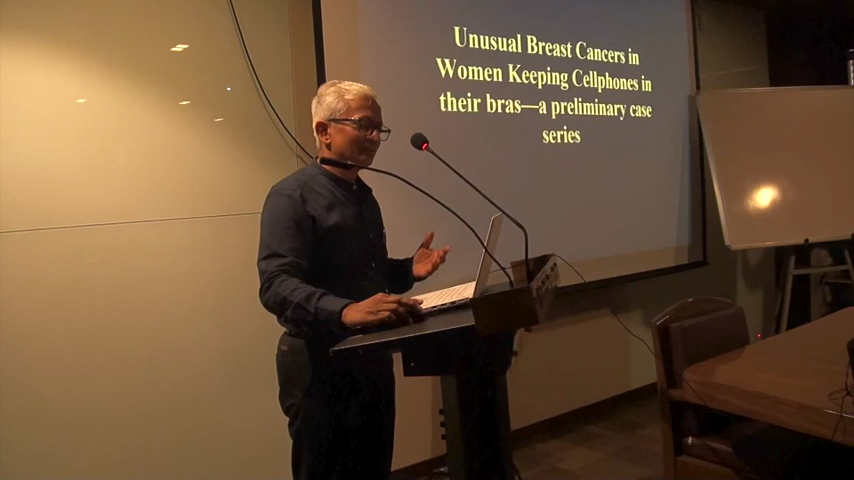 Unusual Breast Cancers in
Women Keeping Cellphones in
their bras—a preliminary case
series